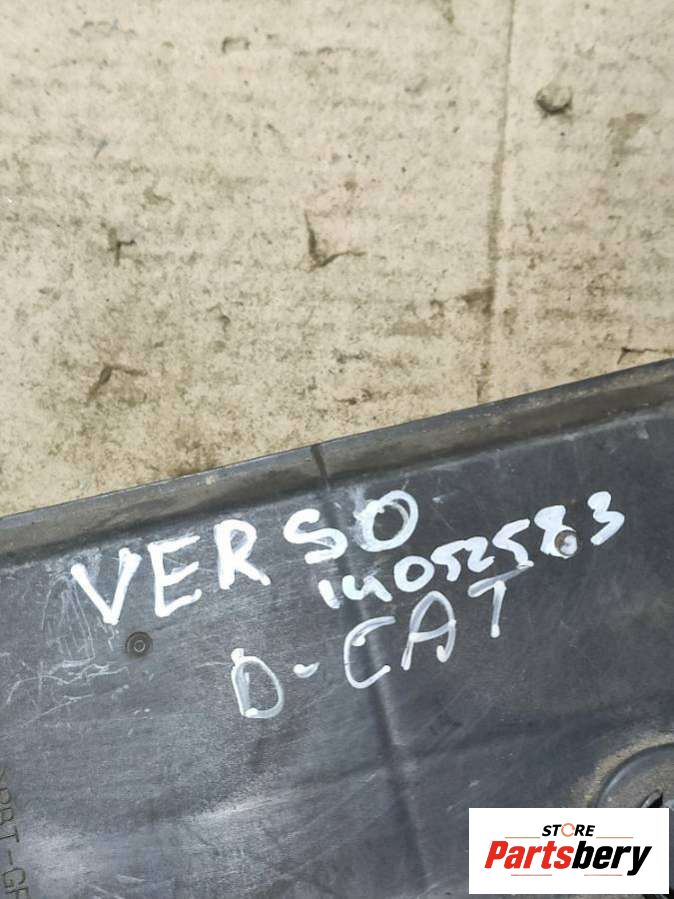 VERSO
14052583
D-CAT
STORE
Partsbery